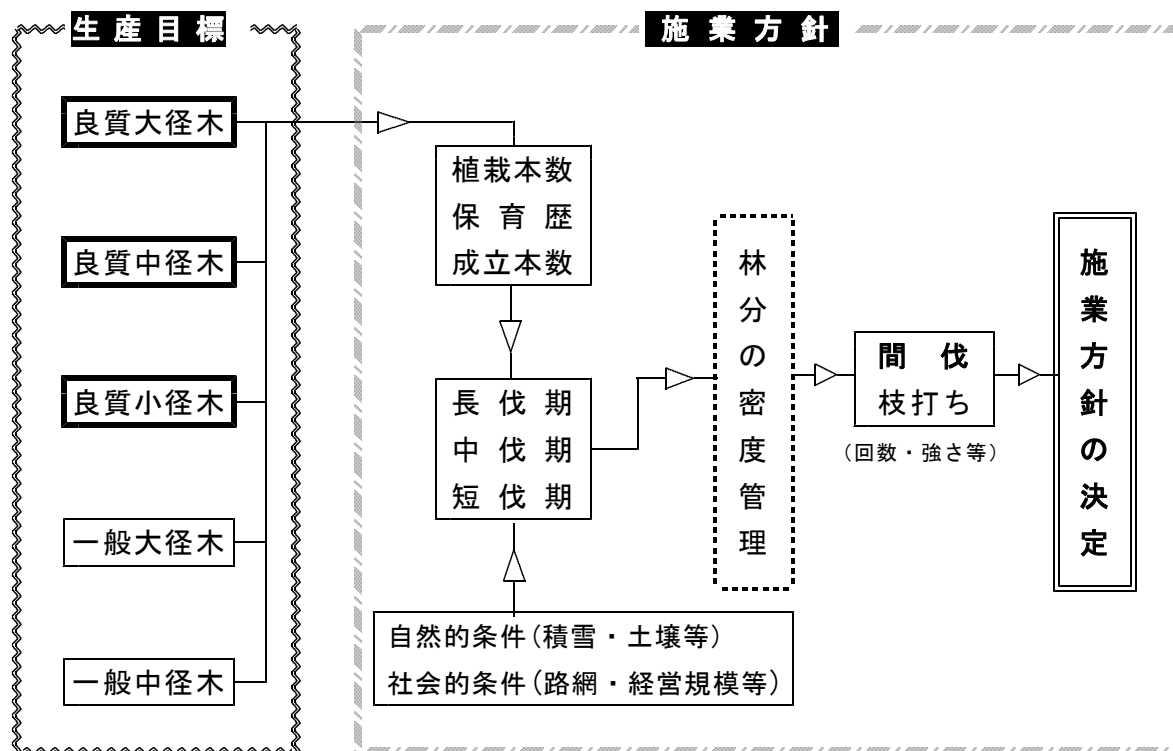 生産目標
施業方針
良質大径木
良質中径木
良質小径木
一般大径木
一般中径木
植栽本数
保育歴
成立本数
長伐期
中伐期
短伐期
自然的条件(積雪・土壌等)
社会的条件(路網・経営規模等)
林分の密度管理
間伐
枝打ち
(回数・強さ等)
施業方針の決定